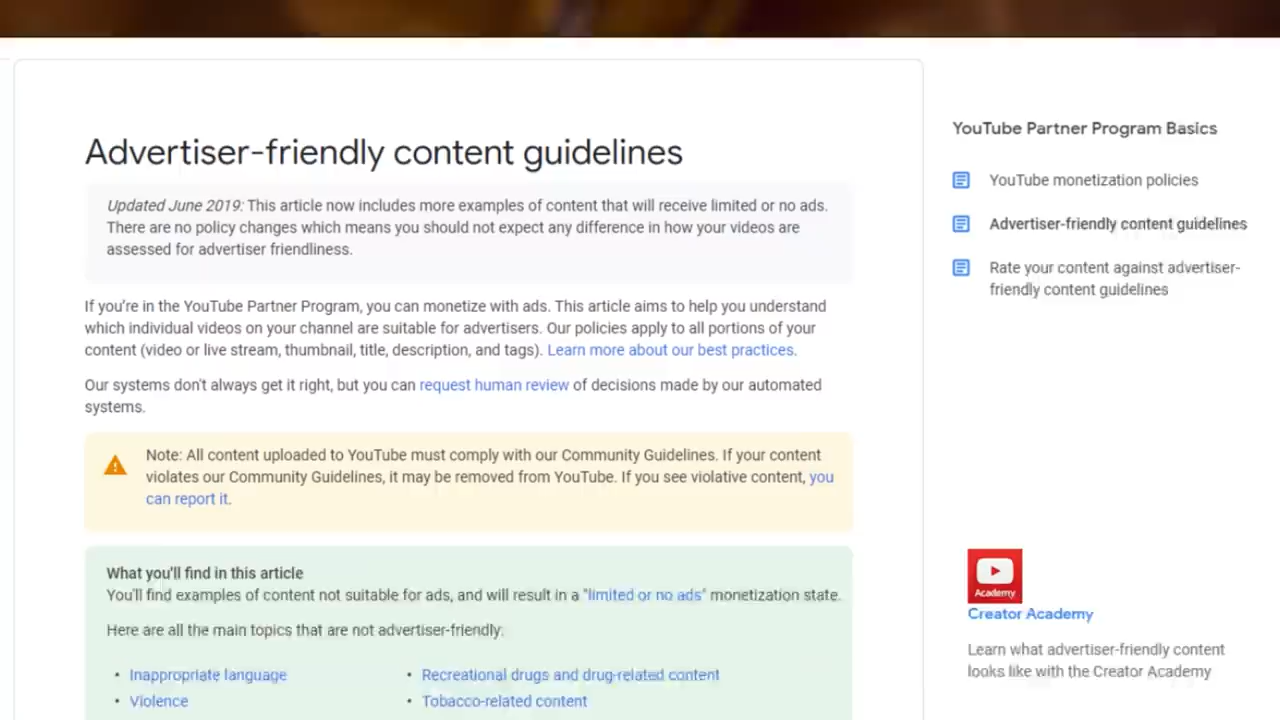 Advertiser-friendly content guidelines
Updated June 2019: This article now includes more examples of content that will receive limited or no ads.
There are no policy changes which means you should not expect any difference in how your videos are
assessed for advertiser friendliness.
If you're in the YouTube Partner Program, you can monetize with ads. This article aims to help you understand
which individual videos on your channel are suitable for advertisers. Our policies apply to all portions of your
content (video or live stream, thumbnail, title, description, and tags). Learn more about our best practices.
Our systems don't always get it right, but you can request human review of decisions made by our automated
systems.
Note: All content uploaded to YouTube must comply with our Community Guidelines. If your content
violates our Community Guidelines, it may be removed from YouTube. If you see violative content, you
can report it.
What you'll find in this article
You'll find examples of content not suitable for ads, and will result in a "limited or no ads" monetization state.
Here are all the main topics that are not advertiser-friendly:
• Inappropriate language
• Violence
• Recreational drugs and drug-related content
• Tobacco-related content
YouTube Partner Program Basics
YouTube monetization policies
Advertiser-friendly content guidelines
Rate your content against advertiser-
friendly content guidelines
Academy
Creator Academy
Learn what advertiser-friendly content
looks like with the Creator Academy